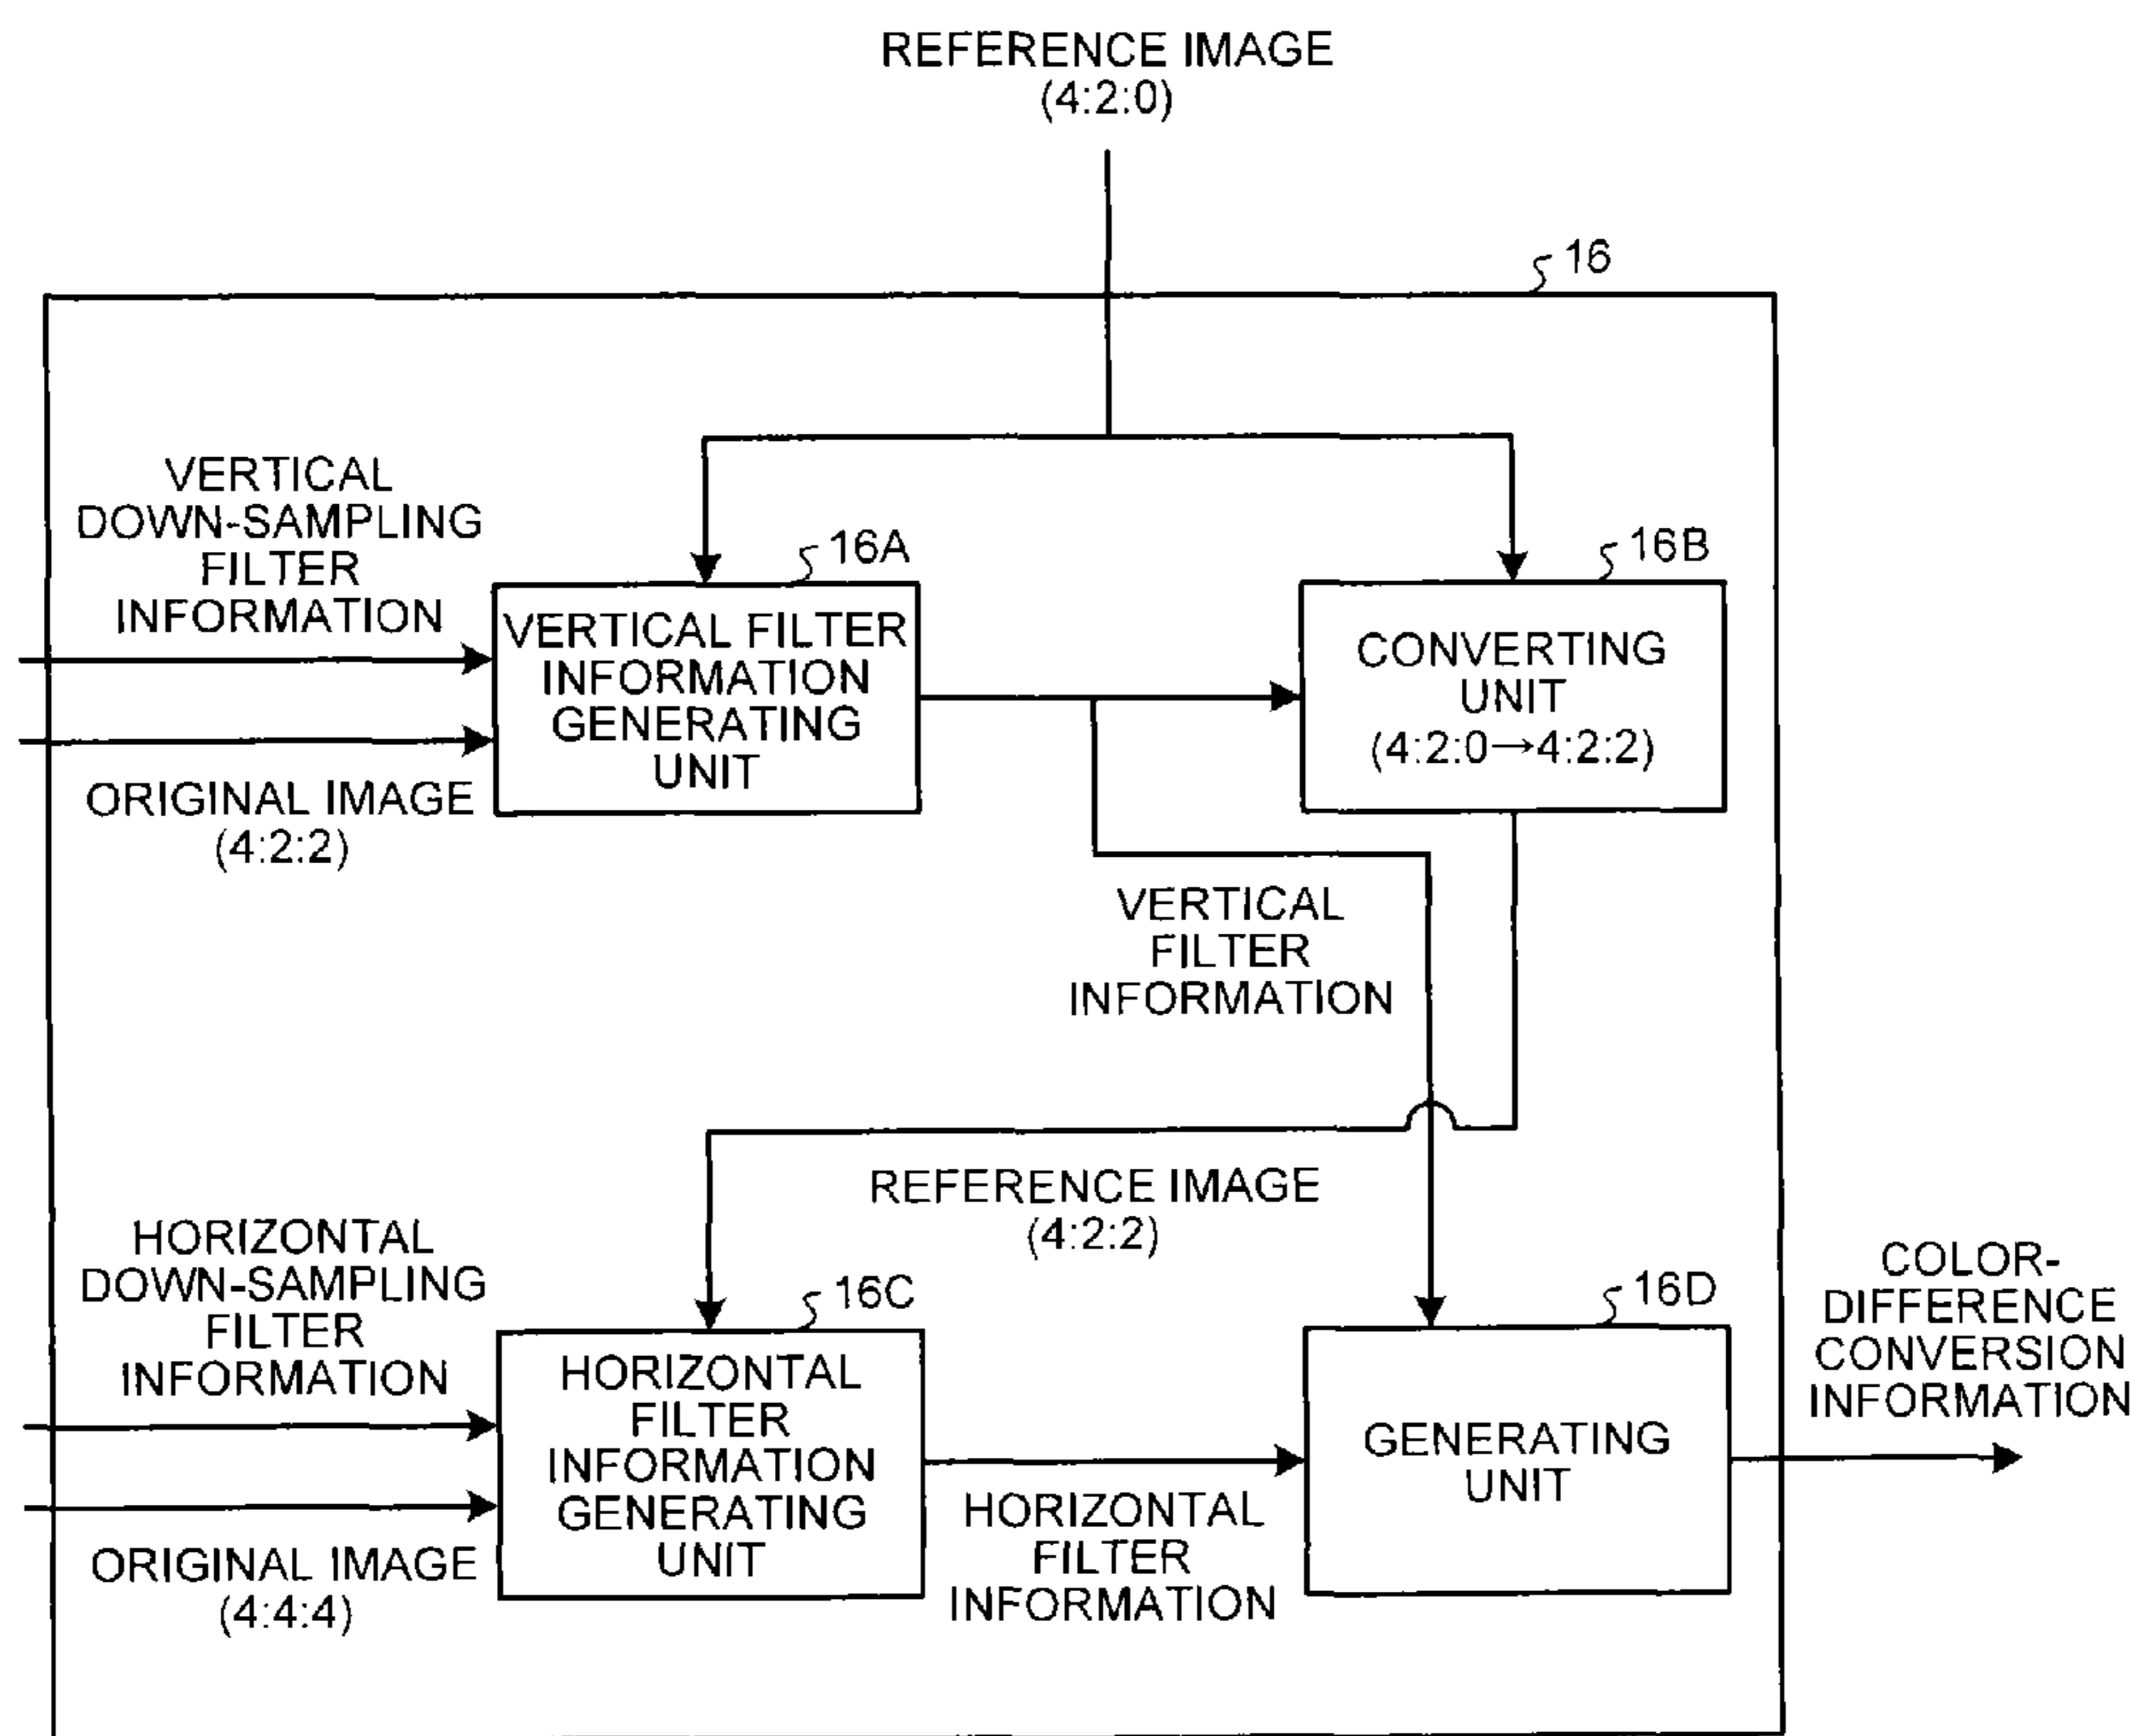 REFERENCE IMAGE
(4:2:0)
16
VERTICAL
DOWN-SAMPLING
FILTER
INFORMATION
ORIGINAL IMAGE
(4:2:2)
16A
VERTICAL FILTER
INFORMATION
GENERATING
UNIT
16B
CONVERTING
UNIT
(4:2:0→4:2:2)
VERTICAL
FILTER
INFORMATION
REFERENCE IMAGE
(4:2:2)
HORIZONTAL
DOWN-SAMPLING
FILTER
INFORMATION
ORIGINAL IMAGE
(4:4:4)
16C
HORIZONTAL
FILTER
INFORMATION
GENERATING
UNIT
HORIZONTAL
FILTER
INFORMATION
16D
GENERATING
UNIT
COLOR-
DIFFERENCE
CONVERSION
INFORMATION